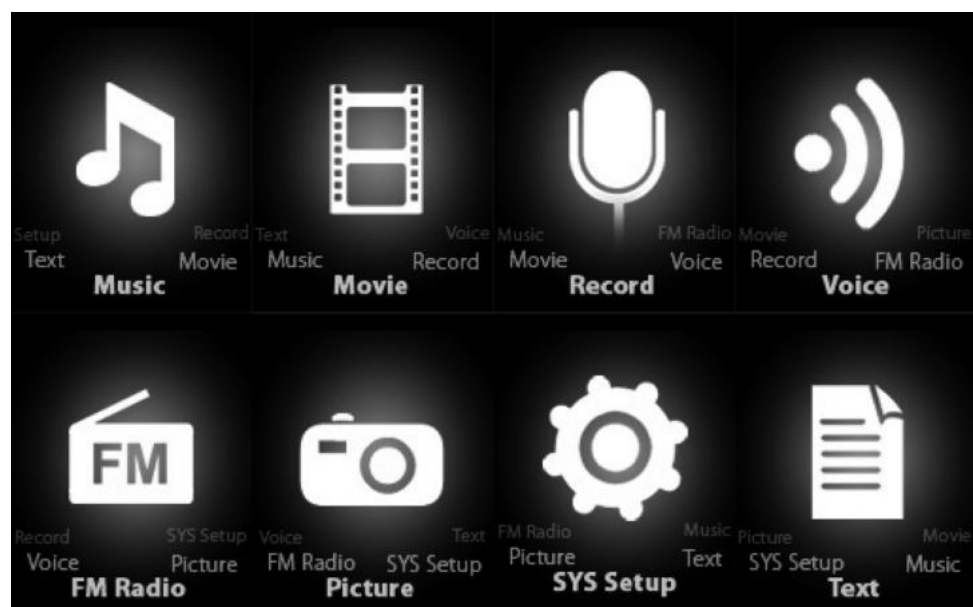 Setup Record
Text Movie
Music
Text Voice
Music Record
Movie
Music FM Radio
Movie Voice
Record
Movie Picture
Record FM Radio
Voice
FM
Record SYS Setup
Voice Picture
FM Radio
Voice Text
FM Radio SYS Setup
Picture
FM Radio Music
Picture Text
SYS Setup
Picture Movie
SYS Setup Music
Text